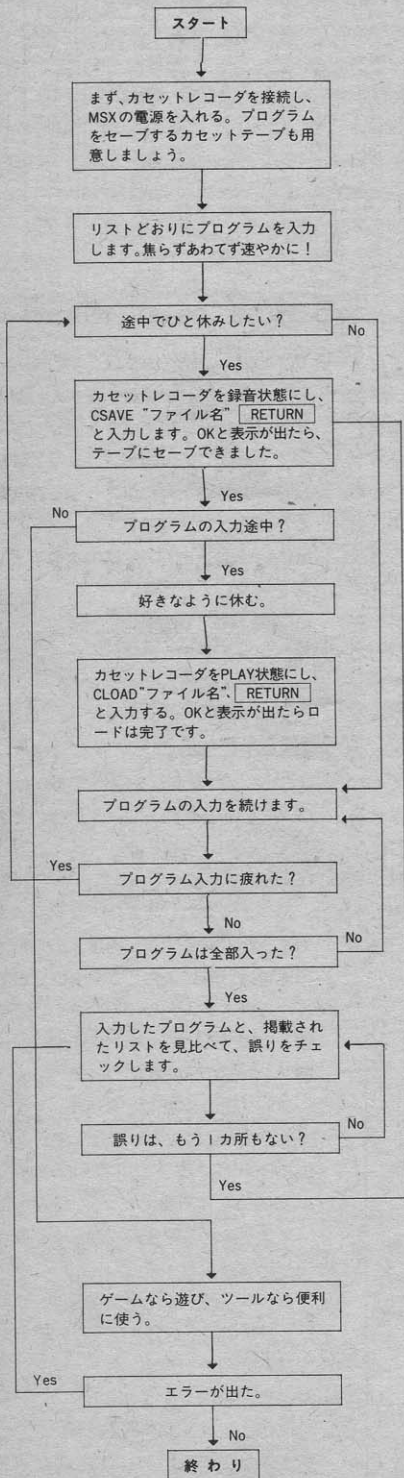 スタート
まず、カセットレコーダを接続し、
MSXの電源を入れる。プログラム
をセーブするカセットテープも用
意しましょう。
リストどおりにプログラムを入力
します。焦らずあわてず速やかに！
途中でひと休みしたい？
No
Yes
カセットレコーダを録音状態にし、
CSAVE “ファイル名” RETURN
と入力します。OKと表示が出たら、
テープにセーブできました。
Yes
No
プログラムの入力途中？
Yes
好きなように休む。
カセットレコーダをPLAY状態にし、
CLOAD“ファイル名”、RETURN
と入力する。OKと表示が出たらロ
ードは完了です。
プログラムの入力を続けます。
Yes
プログラム入力に疲れた？
No
プログラムは全部入った？
No
Yes
入力したプログラムと、掲載され
たリストを見比べて、誤りをチェ
ックします。
誤りは、もう1カ所もない？
No
Yes
ゲームなら遊び、ツールなら便利
に使う。
Yes
エラーが出た。
No
終わり